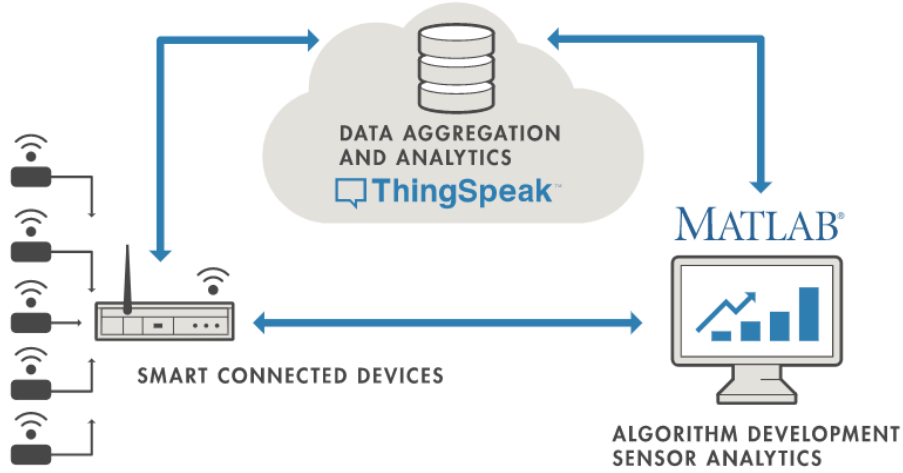 DATA AGGREGATION
AND ANALYTICS
ThingSpeak™
MATLAB®
SMART CONNECTED DEVICES
ALGORITHM DEVELOPMENT
SENSOR ANALYTICS